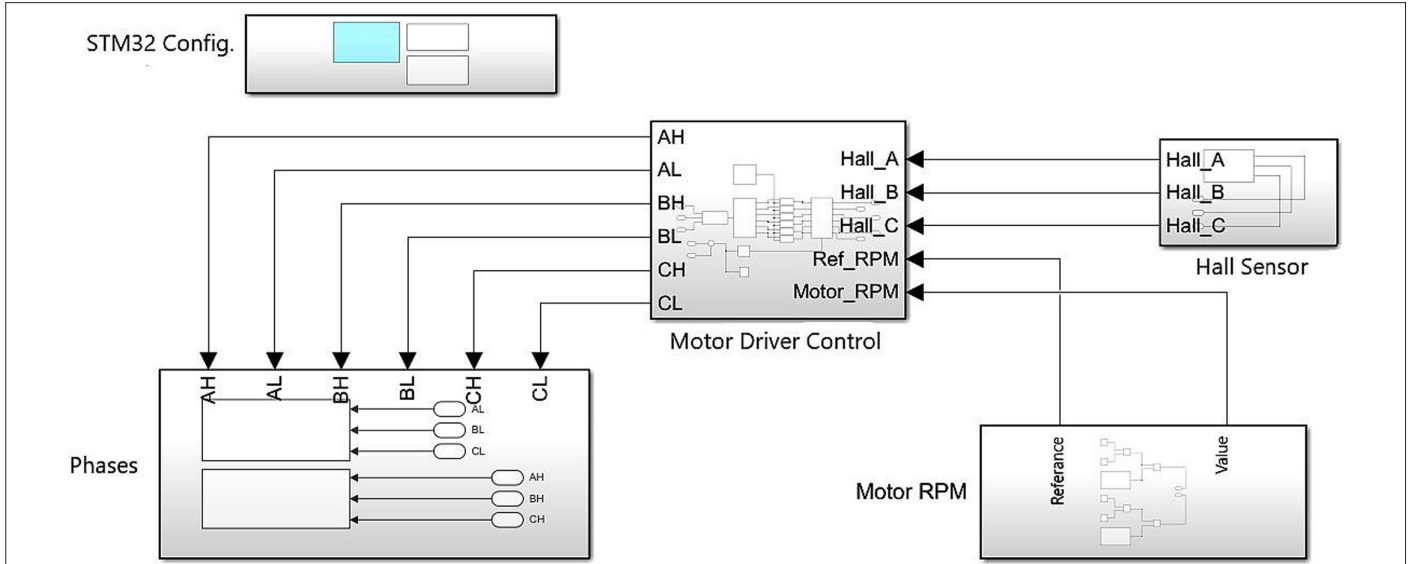 STM32 Config.
AH
AL
BH
BL
CH
CL
Hall_A
Hall_B
Hall_C
Ref_RPM
Motor_RPM
Motor Driver Control
Hall_A
Hall_B
Hall_C
Hall Sensor
AH
AL
BH
BL
CH
CL
AL
BL
CL
AH
BH
CH
Phases
Motor RPM
Referance
Value